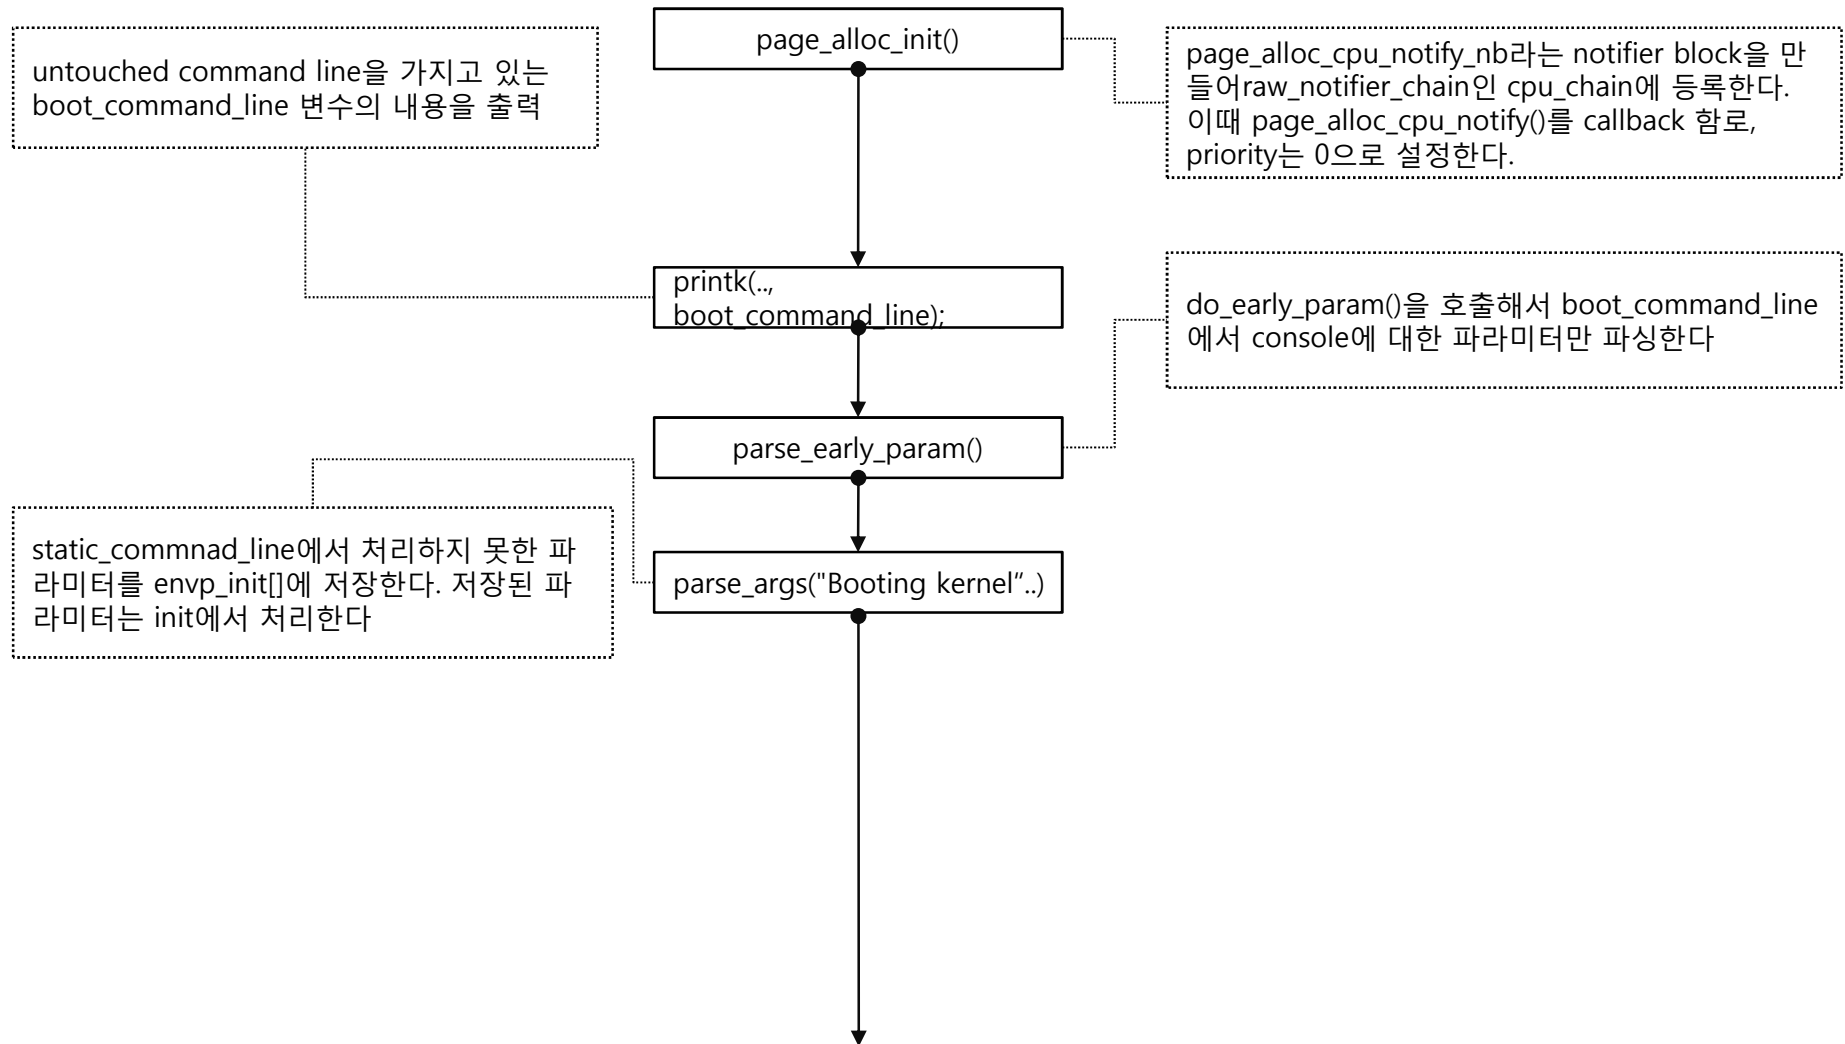 page_alloc_init()
untouched command line을 가지고 있는
boot_command_line 변수의 내용을 출력
page_alloc_cpu_notify_nb라는 notifier block을 만
들어raw_notifier_chain인 cpu_chain에 등록한다.
이때 page_alloc_cpu_notify()를 callback 함로,
priority는 0으로 설정한다.
printk(..,
boot_command_line);
do_early_param()을 호출해서 boot_command_line
에서 console에 대한 파라미터만 파싱한다
parse_early_param()
static_commnad_line에서 처리하지 못한 파
라미터를 envp_init[]에 저장한다. 저장된 파
라미터는 init에서 처리한다
parse_args("Booting kernel“..)